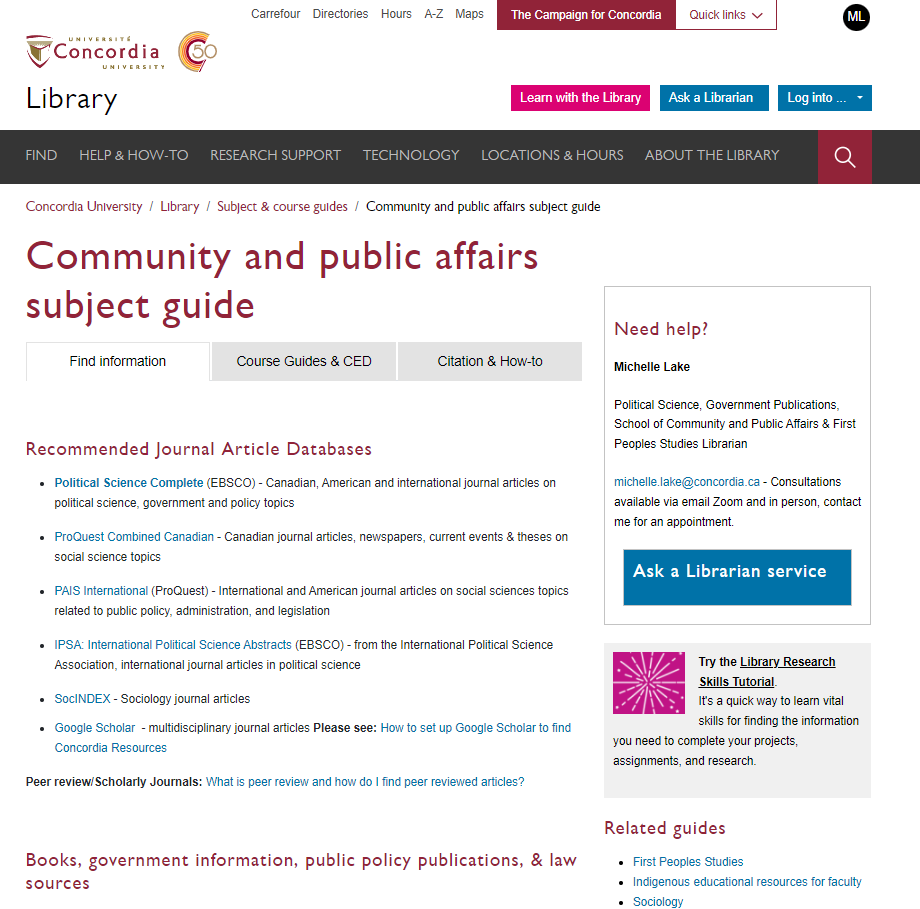 Carrefour Directories Hours A-Z Maps The Campaign for Concordia Quick links ML
UNIVERSITÉ
Concordia
UNIVERSITY
50
Library
Learn with the Library Ask a Librarian Log into ...
FIND HELP & HOW-TO RESEARCH SUPPORT TECHNOLOGY LOCATIONS & HOURS ABOUT THE LIBRARY
Concordia University / Library / Subject & course guides / Community and public affairs subject guide
Community and public affairs
subject guide
Find information Course Guides & CED Citation & How-to
Recommended Journal Article Databases
• Political Science Complete (EBSCO) - Canadian, American and international journal articles on
political science, government and policy topics
• ProQuest Combined Canadian - Canadian journal articles, newspapers, current events & theses on
social science topics
• PAIS International (ProQuest) - International and American journal articles on social sciences topics
related to public policy, administration, and legislation
• IPSA: International Political Science Abstracts (EBSCO) - from the International Political Science
Association, international journal articles in political science
• SocINDEX - Sociology journal articles
• Google Scholar - multidisciplinary journal articles Please see: How to set up Google Scholar to find
Concordia Resources
Peer review/Scholarly Journals: What is peer review and how do I find peer reviewed articles?
Books, government information, public policy publications, & law
sources
Need help?
Michelle Lake
Political Science, Government Publications,
School of Community and Public Affairs & First
Peoples Studies Librarian
michelle.lake@concordia.ca - Consultations
available via email Zoom and in person, contact
me for an appointment.
Ask a Librarian service
Try the Library Research
Skills Tutorial.
It's a quick way to learn vital
skills for finding the information
you need to complete your projects,
assignments, and research.
Related guides
• First Peoples Studies
• Indigenous educational resources for faculty
• Sociology